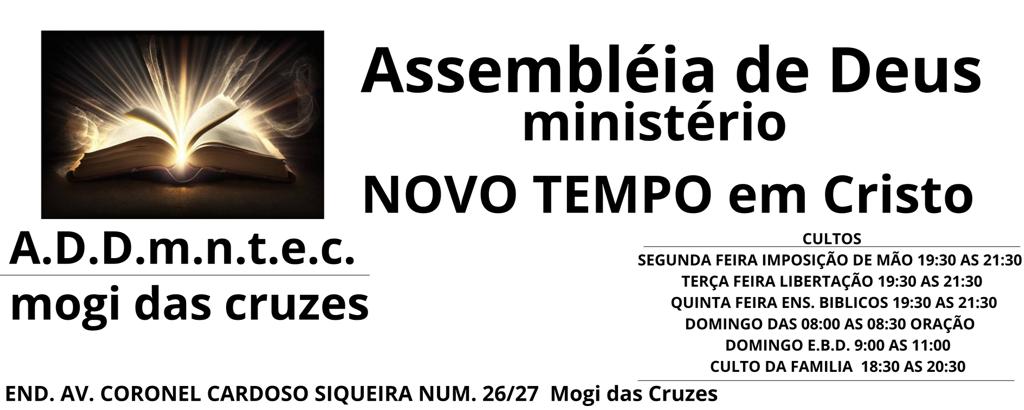 Assembléia de Deus
ministério
NOVO TEMPO em Cristo
A.D.D.m.n.t.e.c.
mogi das cruzes
CULTOS
SEGUNDA FEIRA IMPOSIÇÃO DE MÃO 19:30 AS 21:30
TERÇA FEIRA LIBERTAÇÃO 19:30 AS 21:30
QUINTA FEIRA ENS. BIBLICOS 19:30 AS 21:30
DOMINGO DAS 08:00 AS 08:30 ORAÇÃO
DOMINGO E.B.D. 9:00 AS 11:00
CULTO DA FAMILIA 18:30 AS 20:30
END. AV. CORONEL CARDOSO SIQUEIRA NUM. 26/27 Mogi das Cruzes